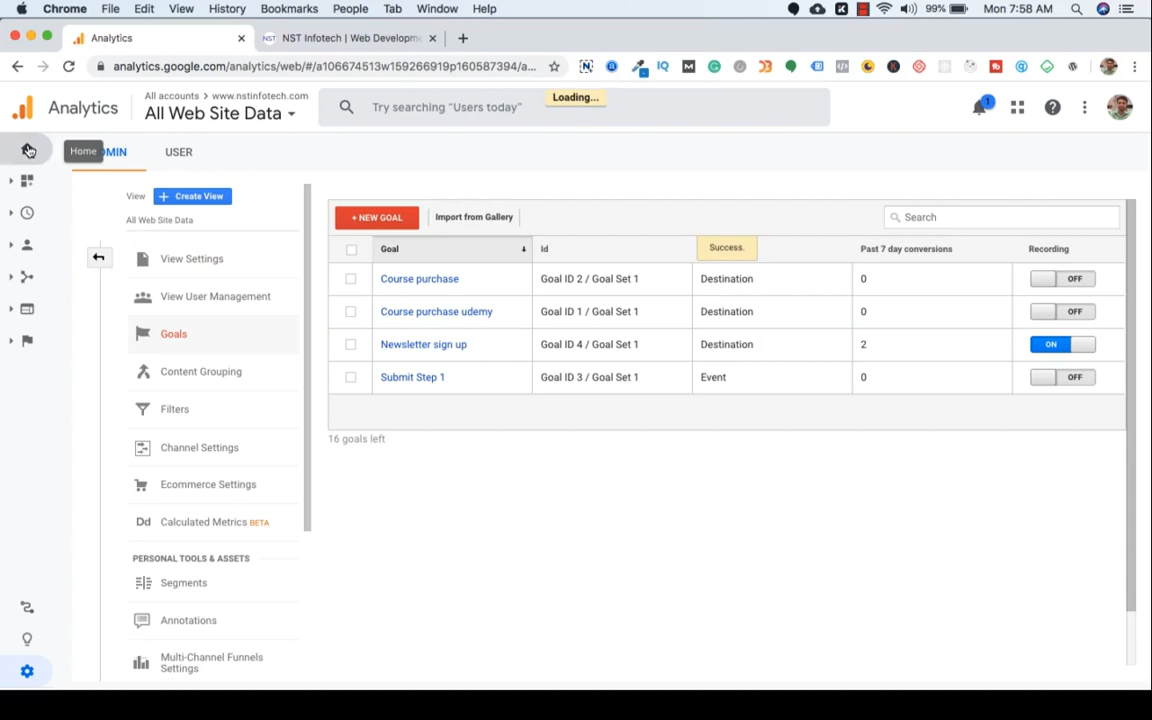 Chrome File Edit View History Bookmarks People Tab Window Help 99% Mon 7:58 AM
Analytics NST Infotech | Web Developm
analytics.google.com/analytics/web/#/a106674513w159266919p160587394/a...
Analytics All accounts > www.nstinfotech.com
All Web Site Data
Try searching "Users today"
Loading...
1
Home
DMIN USER
View + Create View
All Web Site Data
View Settings
View User Management
Goals
Content Grouping
Filters
Channel Settings
Ecommerce Settings
Dd Calculated Metrics BETA
PERSONAL TOOLS & ASSETS
Segments
Annotations
Multi-Channel Funnels
Settings
+ NEW GOAL Import from Gallery Search
Goal Id Success. Past 7 day conversions Recording
Course purchase Goal ID 2 / Goal Set 1 Destination 0 OFF
Course purchase udemy Goal ID 1 / Goal Set 1 Destination 0 OFF
Newsletter sign up Goal ID 4 / Goal Set 1 Destination 2 ON
Submit Step 1 Goal ID 3 / Goal Set 1 Event 0 OFF
16 goals left